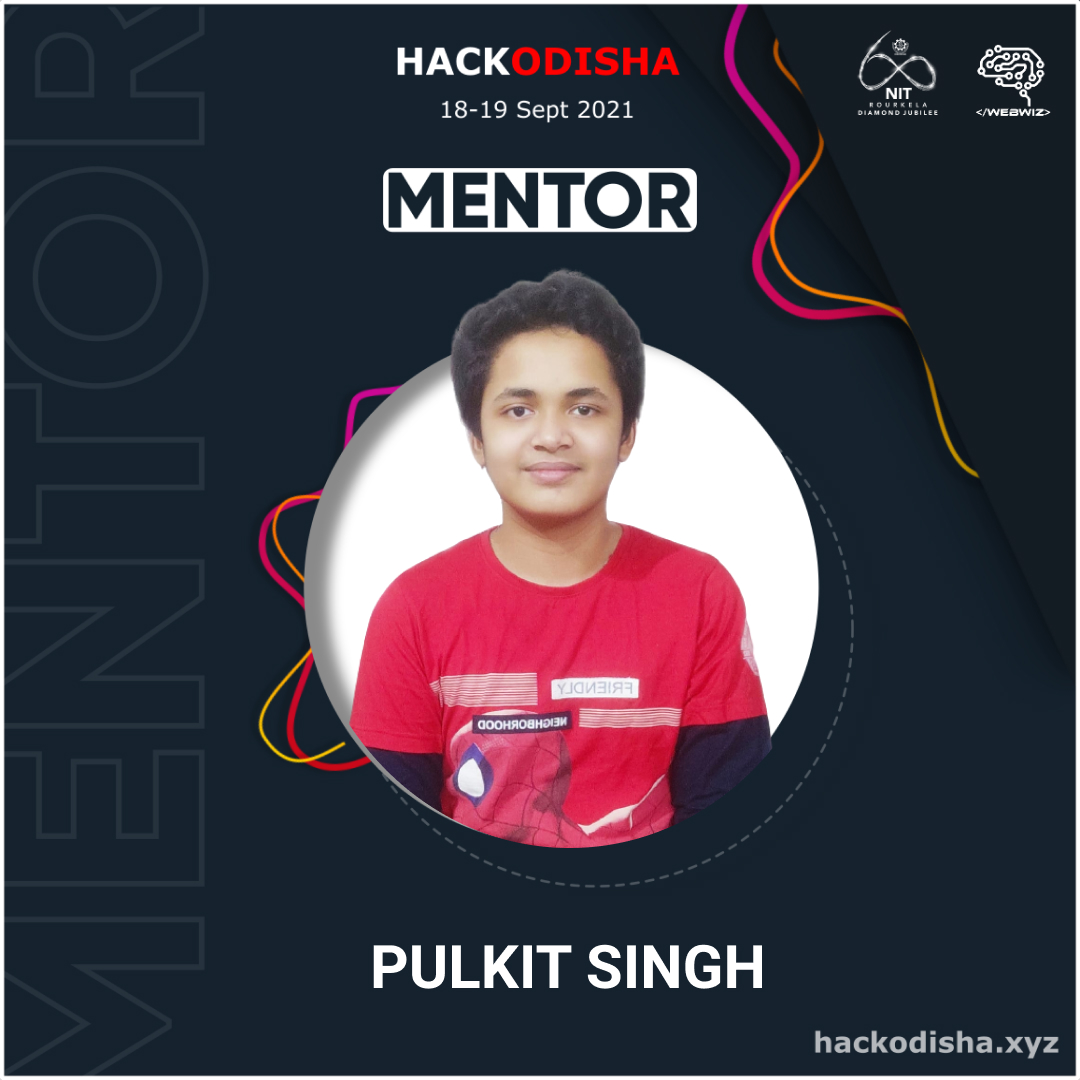 HACKODISHA
18-19 Sept 2021
NIT
ROURKELA
DIAMOND JUBILEE
</WEBWIZ>
MENTOR
MENTOR
FRIENDLY
NEIGHBORHOOD
PULKIT SINGH
hackodisha.xyz